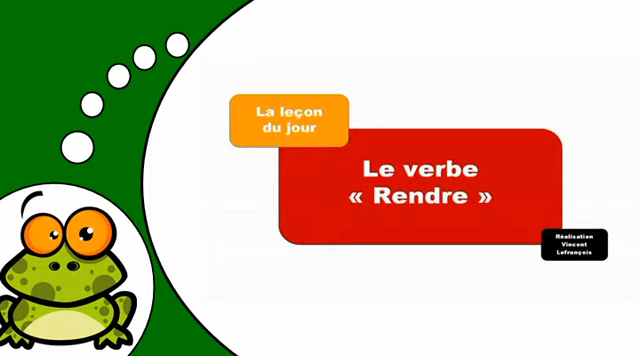 La leçon
du jour
Le verbe
« Rendre »
Réalisation
Vincent
Lefrançois